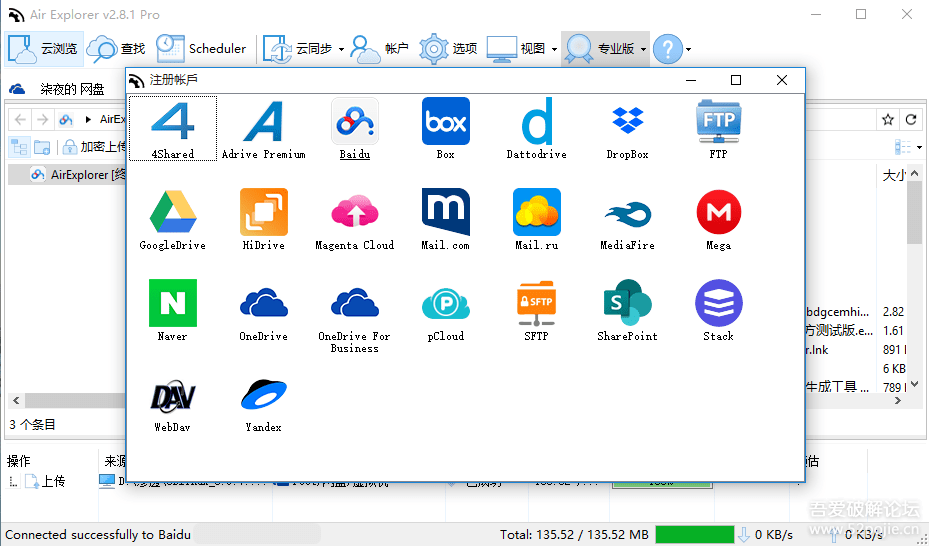 Air Explorer v2.8.1 Pro
云浏览 查找 Scheduler 云同步 帐户 选项 视图 专业版 ?
柒夜的 网盘
注册帐戶
AirEx
加密上传
AirExplorer [终
大小
4Shared Adrive Premium Baidu Box Dattodrive DropBox FTP
GoogleDrive HiDrive Magenta Cloud Mail.com Mail.ru MediaFire Mega
Naver OneDrive OneDrive For pCloud SFTP SharePoint Stack
Business
WebDav Yandex
bdgcemhi... 2.82
方测试版.e... 1.61
r.lnk 891
6 KB
生成工具 ... 789
3 个条目
操作 来源 估
上传 D:\
Connected successfully to Baidu Total: 135.52 / 135.52 MB 0 KB/s 0 KB/s
吾爱破解论坛
www.52pojie.cn